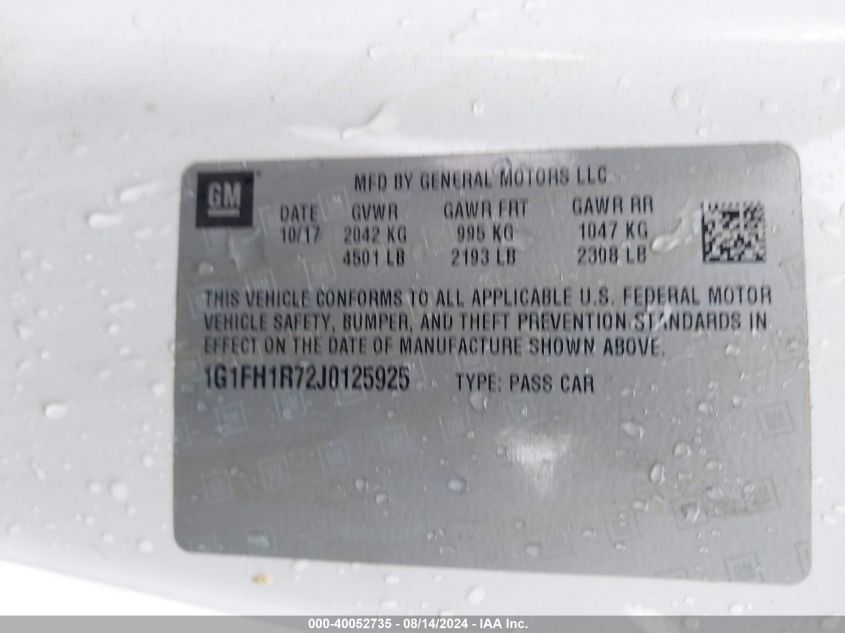 GM
MFD BY GENERAL MOTORS LLC
DATE GVWR GAWR FRT GAWR RR
10/17 2042 KG 995 KG 1047 KG
4501 LB 2193 LB 2308 LB
THIS VEHICLE CONFORMS TO ALL APPLICABLE U.S. FEDERAL MOTOR
VEHICLE SAFETY, BUMPER, AND THEFT PREVENTION STANDARDS IN
EFFECT ON THE DATE OF MANUFACTURE SHOWN ABOVE.
1G1FH1R72J0125925 TYPE: PASS CAR
000-40052735 - 08/14/2024 - IAA Inc.